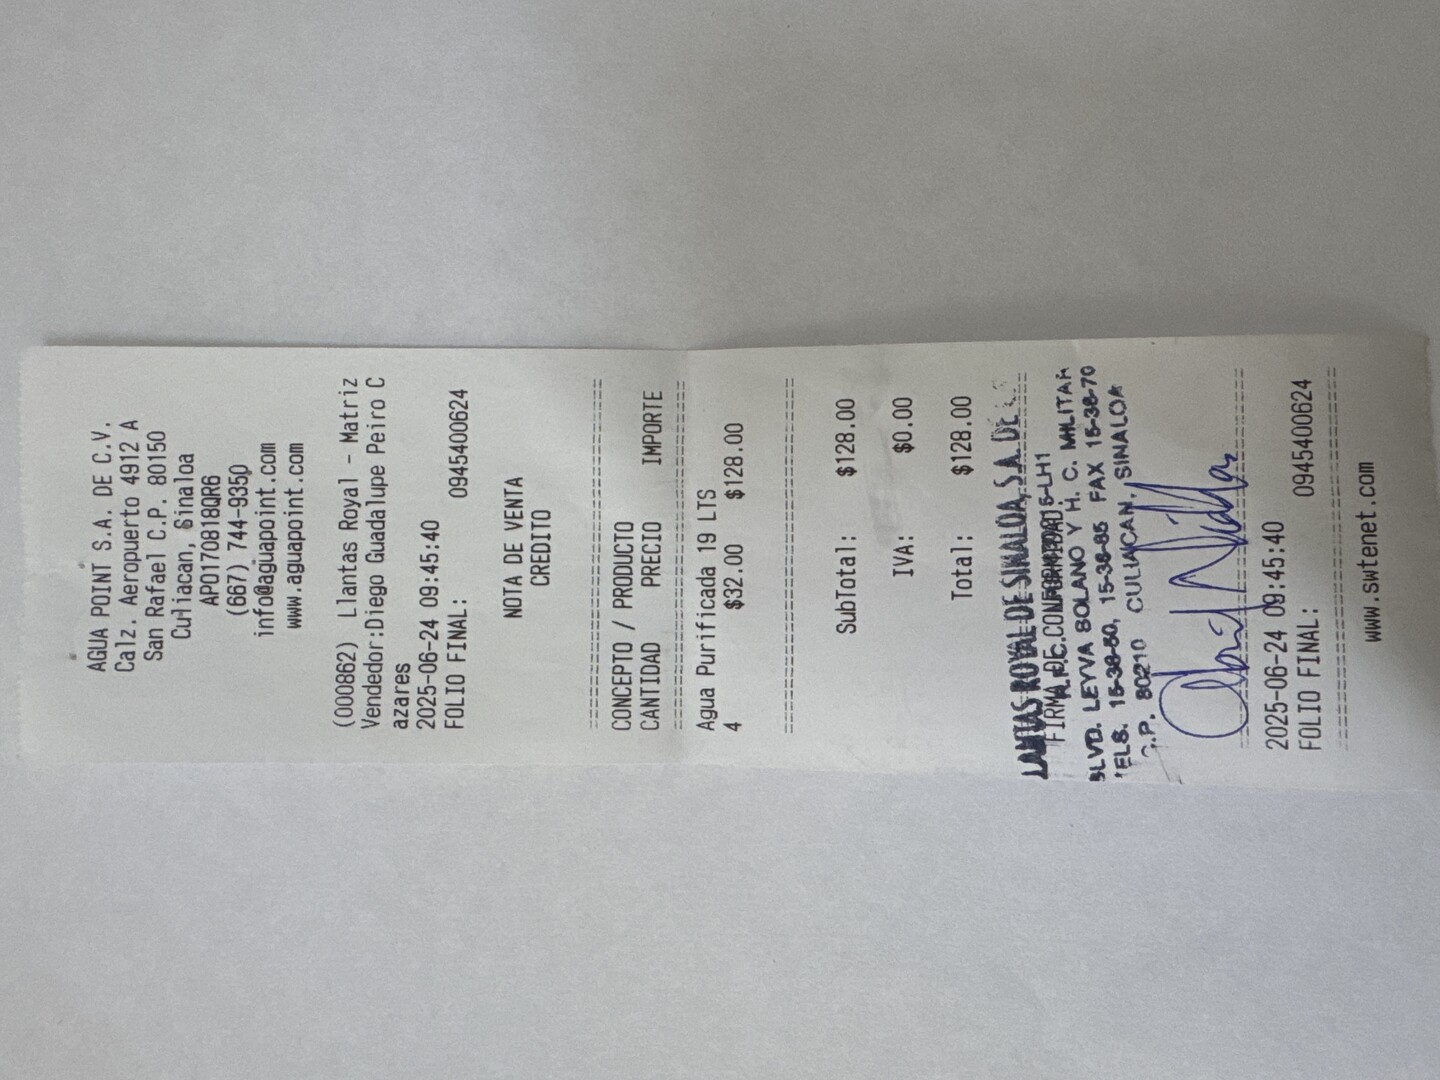 AGUA POINT S.A. DE C.V.
Calz. Aeropuerto 4912 A
San Rafael C.P. 80150
Culiacan, Sinaloa
APO170818QR6
(667) 744-9350
info@aguapoint.com
www.aguapoint.com
(000862) Llantas Royal - Matriz
Vendedor:Diego Guadalupe Peiro C
azares
2025-06-24 09:45:40
FOLIO FINAL: 0945400624
NOTA DE VENTA
CREDITO
CONCEPTO / PRODUCTO
CANTIDAD PRECIO IMPORTE
Agua Purificada 19 LTS
4 $32.00 $128.00
SubTotal: $128.00
IVA: $0.00
Total: $128.00
LLANTAS ROYAL DE SINALOA, S.A. DE
FIRMA DE CONFORMIDAD
BLVD. LEYVA SOLANO Y H. C. MILITAR
TELS. 15-38-50, 15-38-85 FAX 15-38-70
C.P. 80210 CULIACAN, SINALOA
2025-06-24 09:45:40
FOLIO FINAL: 0945400624
www.swtenet.com